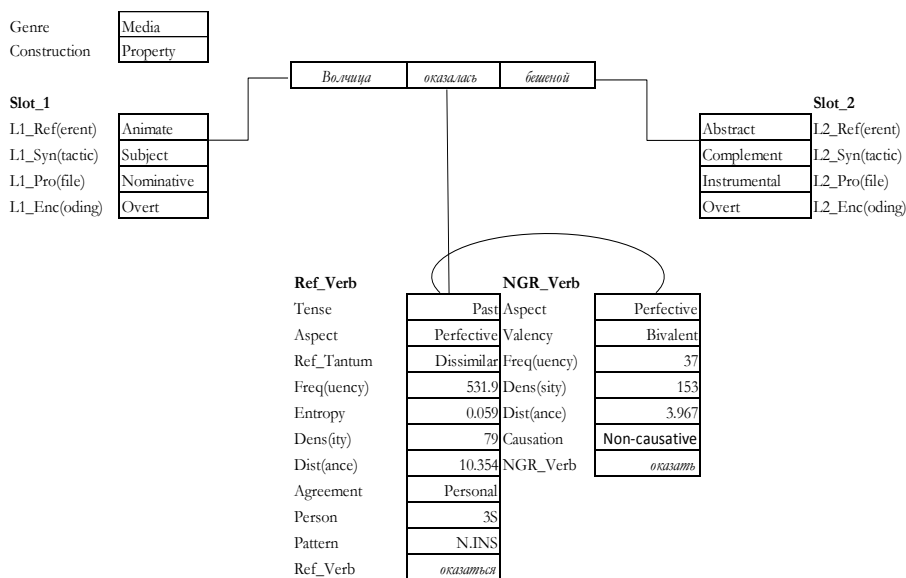 Genre Media
Construction Property
Волчица оказалась бешеной
Slot_1
L1_Ref(erent) Animate
L1_Syn(tactic) Subject
L1_Pro(file) Nominative
L1_Enc(oding) Overt
Slot_2
Abstract L2_Ref(erent)
Complement L2_Syn(tactic)
Instrumental L2_Pro(file)
Overt L2_Enc(oding)
Ref_Verb NGR_Verb
Tense Past Aspect Perfective
Aspect Perfective Valency Bivalent
Ref_Tantum Dissimilar Freq(uency) 37
Freq(uency) 531.9 Dens(sity) 153
Entropy 0.059 Dist(ance) 3.967
Dens(ity) 79 Causation Non-causative
Dist(ance) 10.354 NGR_Verb оказать
Agreement Personal
Person 3S
Pattern N.INS
Ref_Verb оказаться